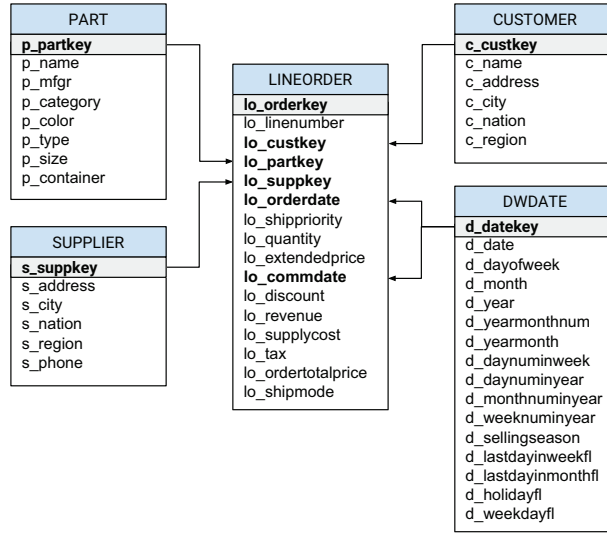 PART
p_partkey
p_name
p_mfgr
p_category
p_color
p_type
p_size
p_container
SUPPLIER
s_suppkey
s_address
s_city
s_nation
s_region
s_phone
LINEORDER
lo_orderkey
lo_linenumber
lo_custkey
lo_partkey
lo_suppkey
lo_orderdate
lo_shippriority
lo_quantity
lo_extendedprice
lo_commdate
lo_discount
lo_revenue
lo_supplycost
lo_tax
lo_ordertotalprice
lo_shipmode
CUSTOMER
c_custkey
c_name
c_address
c_city
c_nation
c_region
DWDATE
d_datekey
d_date
d_dayofweek
d_month
d_year
d_yearmonthnum
d_yearmonth
d_daynuminweek
d_daynuminyear
d_monthnuminyear
d_weeknuminyear
d_sellingseason
d_lastdayinweekfl
d_lastdayinmonthfl
d_holidayfl
d_weekdayfl